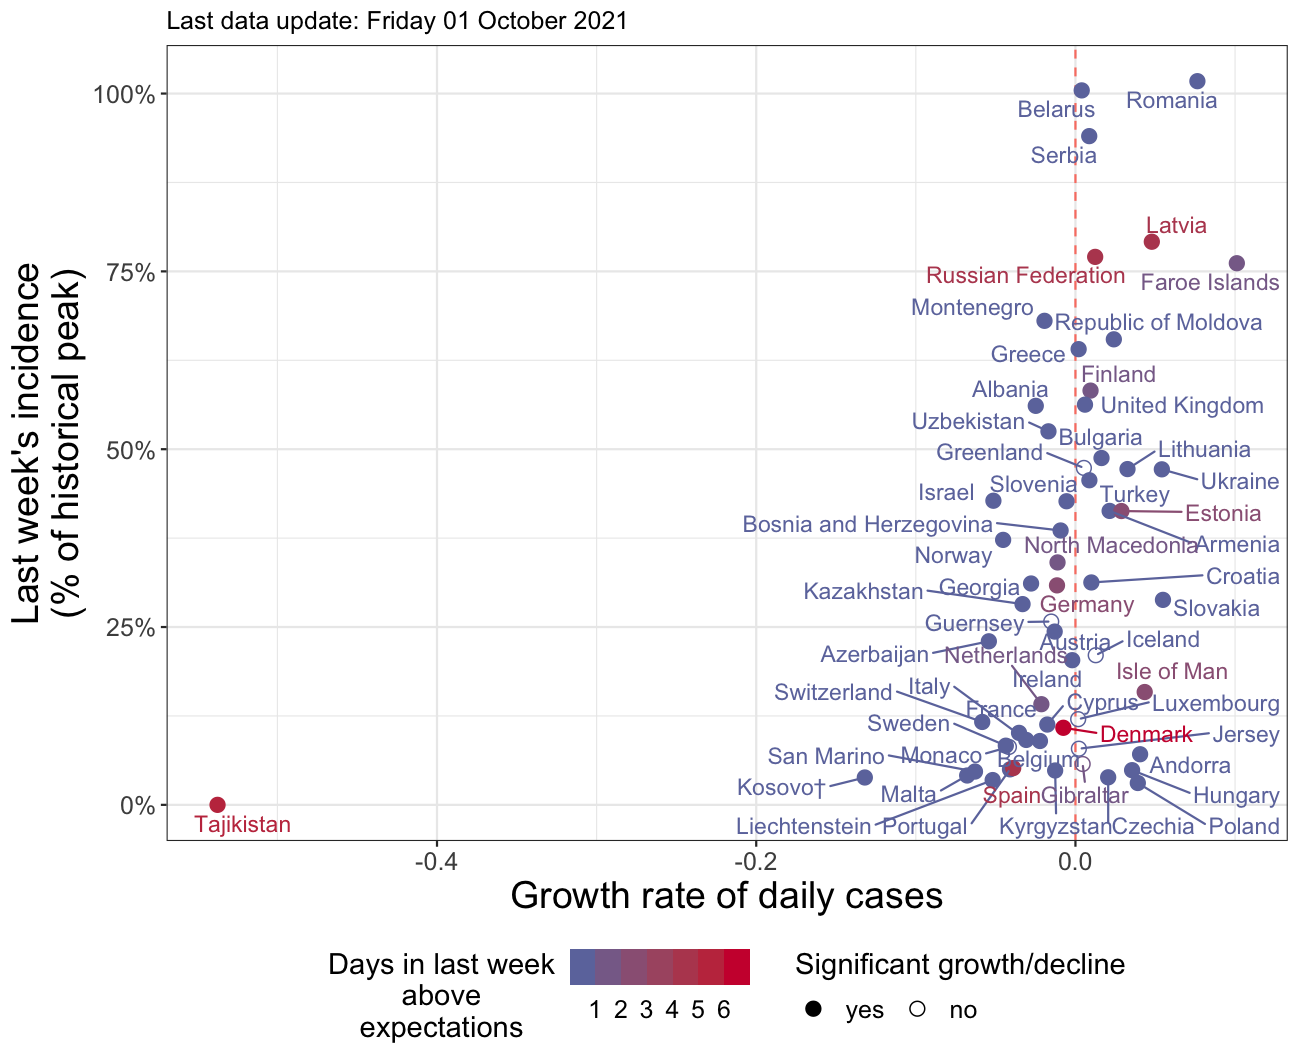 Last data update: Friday 01 October 2021
Last week's incidence
(% of historical peak)
100%
75%
50%
25%
0%
Romania
Belarus
Serbia
Latvia
Russian Federation
Faroe Islands
Montenegro
Republic of Moldova
Greece
Finland
Albania
United Kingdom
Uzbekistan
Bulgaria
Greenland
Lithuania
Ukraine
Israel
Slovenia
Turkey
Estonia
Bosnia and Herzegovina
North Macedonia
Armenia
Norway
Croatia
Georgia
Kazakhstan
Germany
Slovakia
Guernsey
Austria
Iceland
Azerbaijan
Netherlands
Isle of Man
Ireland
Switzerland
Italy
France
Cyprus
Luxembourg
Sweden
Denmark
Jersey
San Marino
Monaco
Belgium
Andorra
Kosovo†
Malta
Spain
Gibraltar
Hungary
Tajikistan
Liechtenstein
Portugal
Kyrgyzstan
Czechia
Poland
-0.4
-0.2
0.0
Growth rate of daily cases
Days in last week
above
expectations
1 2 3 4 5 6
Significant growth/decline
yes
no